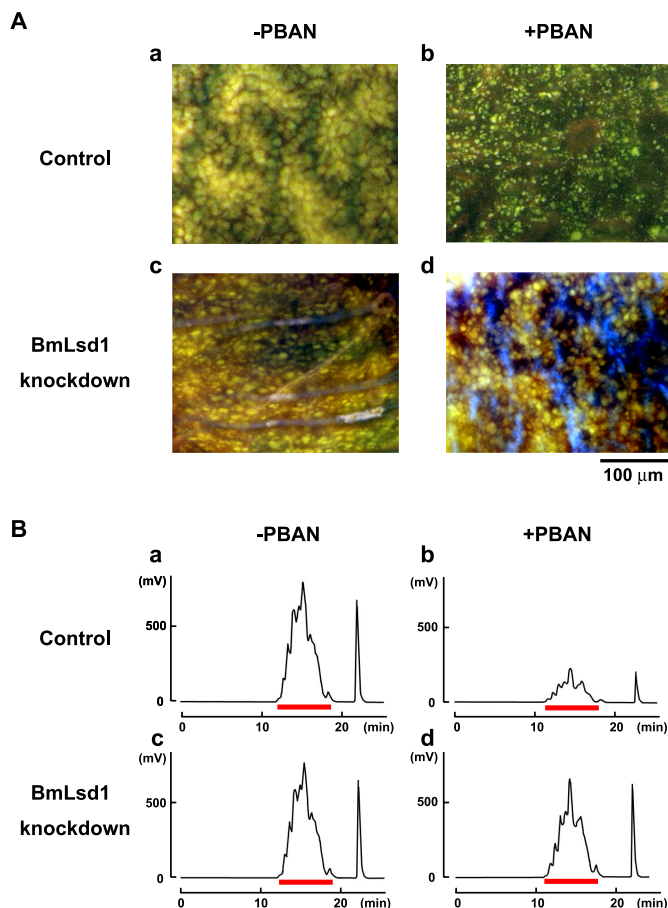 A
-PBAN +PBAN
a b
Control
c d
BmLsd1
knockdown
100 μm
B
-PBAN +PBAN
a b
(mV) (mV)
Control
500 500
0 0
0 10 20 (min) 0 10 20 (min)
c d
(mV) (mV)
BmLsd1
knockdown
500 500
0 0
0 10 20 (min) 0 10 20 (min)